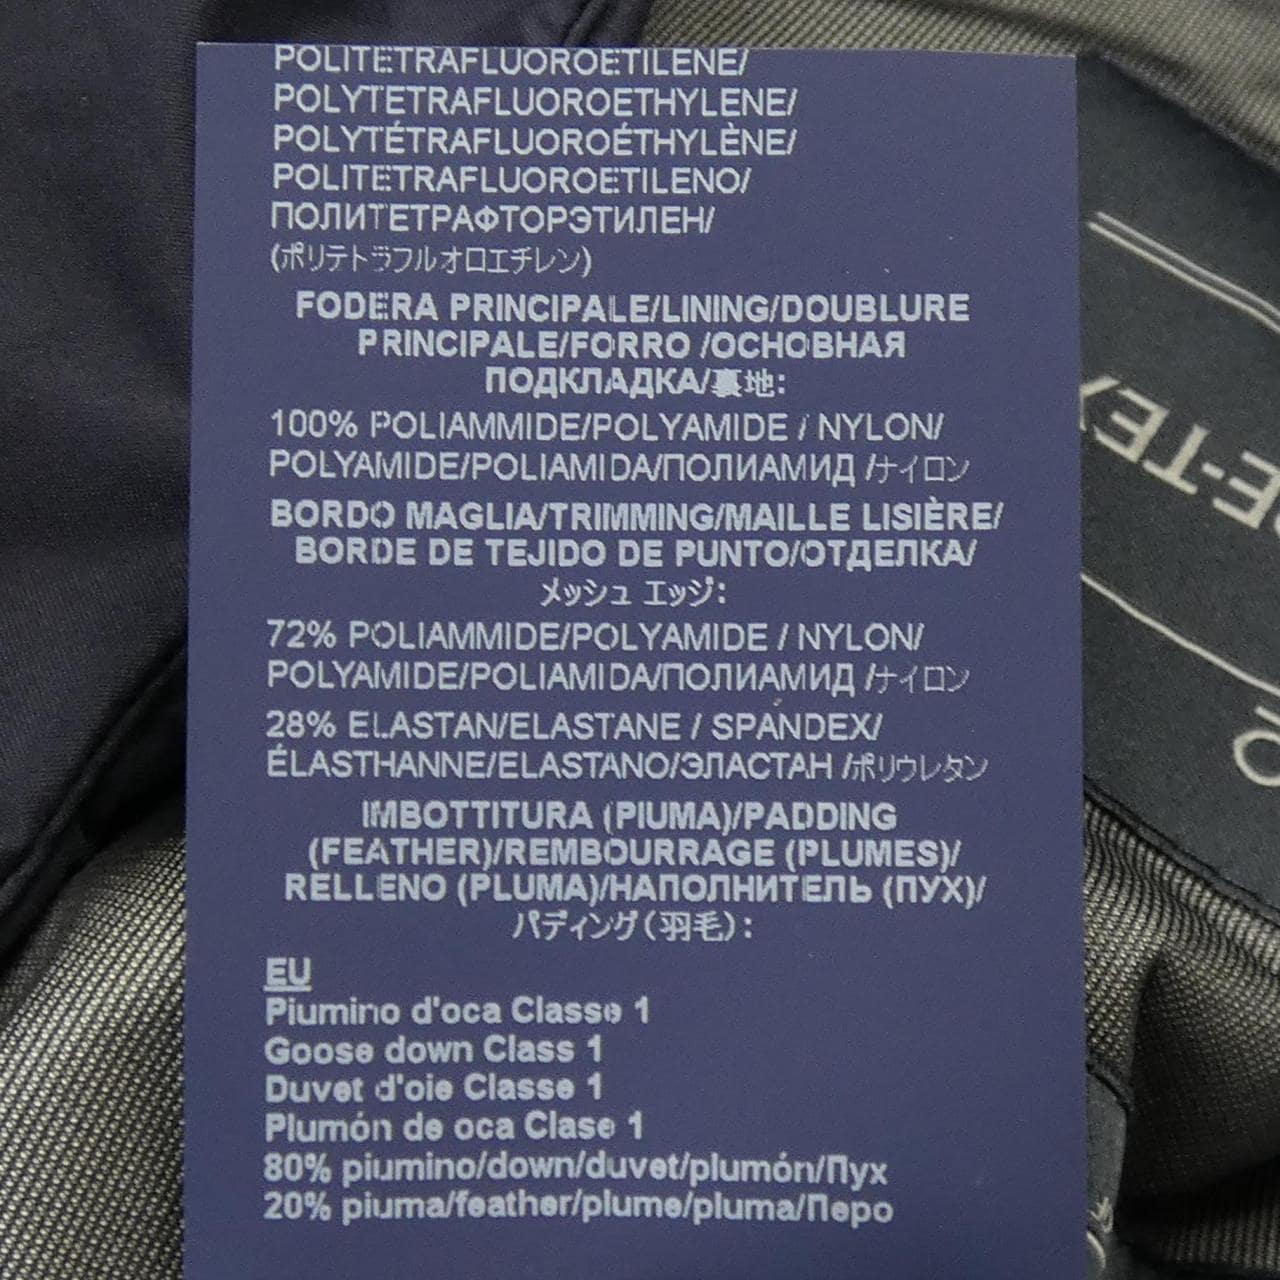 POLITETRAFLUOROETILENE/
POLYTETRAFLUOROETHYLENE/
POLYTÉTRAFLUOROÉTHYLÈNE/
POLITETRAFLUOROETILENO/
ПОЛИТЕТРАФТОРЭТИЛЕН/
(ポリテトラフルオロエチレン)
FODERA PRINCIPALE/LINING/DOUBLURE
PRINCIPALE/FORRO /ОСНОВНАЯ
ПОДКЛАДКА/裏地:
100% POLIAMMIDE/POLYAMIDE / NYLON/
POLYAMIDE/POLIAMIDA/ПОЛИАМИД /ナイロン
BORDO MAGLIA/TRIMMING/MAILLE LISIÈRE/
BORDE DE TEJIDO DE PUNTO/ОТДЕЛКА/
メッシュ エッジ:
72% POLIAMMIDE/POLYAMIDE / NYLON/
POLYAMIDE/POLIAMIDA/ПОЛИАМИД /ナイロン
28% ELASTAN/ELASTANE / SPANDEX/
ÉLASTHANNE/ELASTANO/ЭЛАСТАН /ポリウレタン
IMBOTTITURA (PIUMA)/PADDING
(FEATHER)/REMBOURRAGE (PLUMES)/
RELLENO (PLUMA)/НАПОЛНИТЕЛЬ (ПУХ)/
パディング(羽毛):
EU
Piumino d'oca Classe 1
Goose down Class 1
Duvet d'oie Classe 1
Plumón de oca Clase 1
80% piumino/down/duvet/plumón/Пух
20% piuma/feather/plume/pluma/Перо
E-TEX